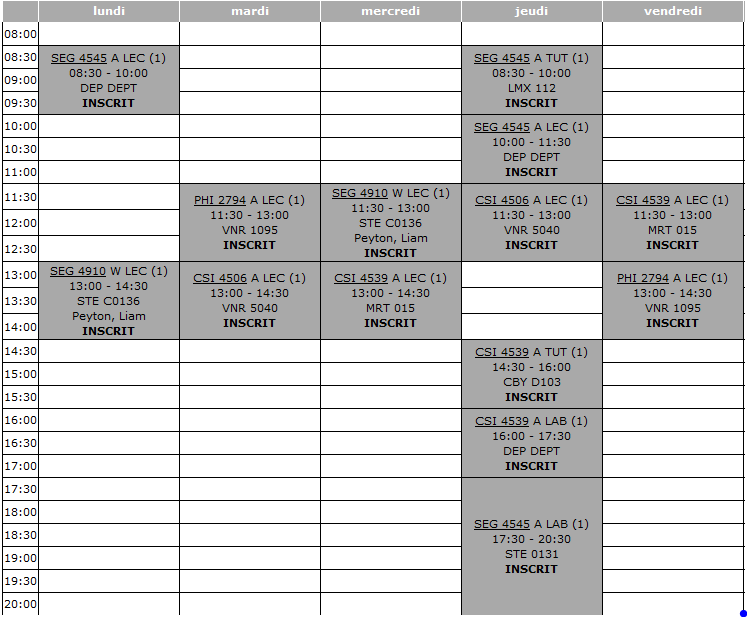 lundi mardi mercredi jeudi vendredi
08:00
08:30
09:00
09:30
10:00
10:30
11:00
11:30
12:00
12:30
13:00
13:30
14:00
14:30
15:00
15:30
16:00
16:30
17:00
17:30
18:00
18:30
19:00
19:30
20:00
SEG 4545 A LEC (1)
08:30 - 10:00
DEP DEPT
INSCRIT
SEG 4910 W LEC (1)
13:00 - 14:30
STE C0136
Peyton, Liam
INSCRIT
PHI 2794 A LEC (1)
11:30 - 13:00
VNR 1095
INSCRIT
CSI 4506 A LEC (1)
13:00 - 14:30
VNR 5040
INSCRIT
SEG 4910 W LEC (1)
11:30 - 13:00
STE C0136
Peyton, Liam
INSCRIT
CSI 4539 A LEC (1)
13:00 - 14:30
MRT 015
INSCRIT
SEG 4545 A TUT (1)
08:30 - 10:00
LMX 112
INSCRIT
SEG 4545 A LEC (1)
10:00 - 11:30
DEP DEPT
INSCRIT
CSI 4506 A LEC (1)
11:30 - 13:00
VNR 5040
INSCRIT
CSI 4539 A TUT (1)
14:30 - 16:00
CBY D103
INSCRIT
CSI 4539 A LAB (1)
16:00 - 17:30
DEP DEPT
INSCRIT
SEG 4545 A LAB (1)
17:30 - 20:30
STE 0131
INSCRIT
CSI 4539 A LEC (1)
11:30 - 13:00
MRT 015
INSCRIT
PHI 2794 A LEC (1)
13:00 - 14:30
VNR 1095
INSCRIT